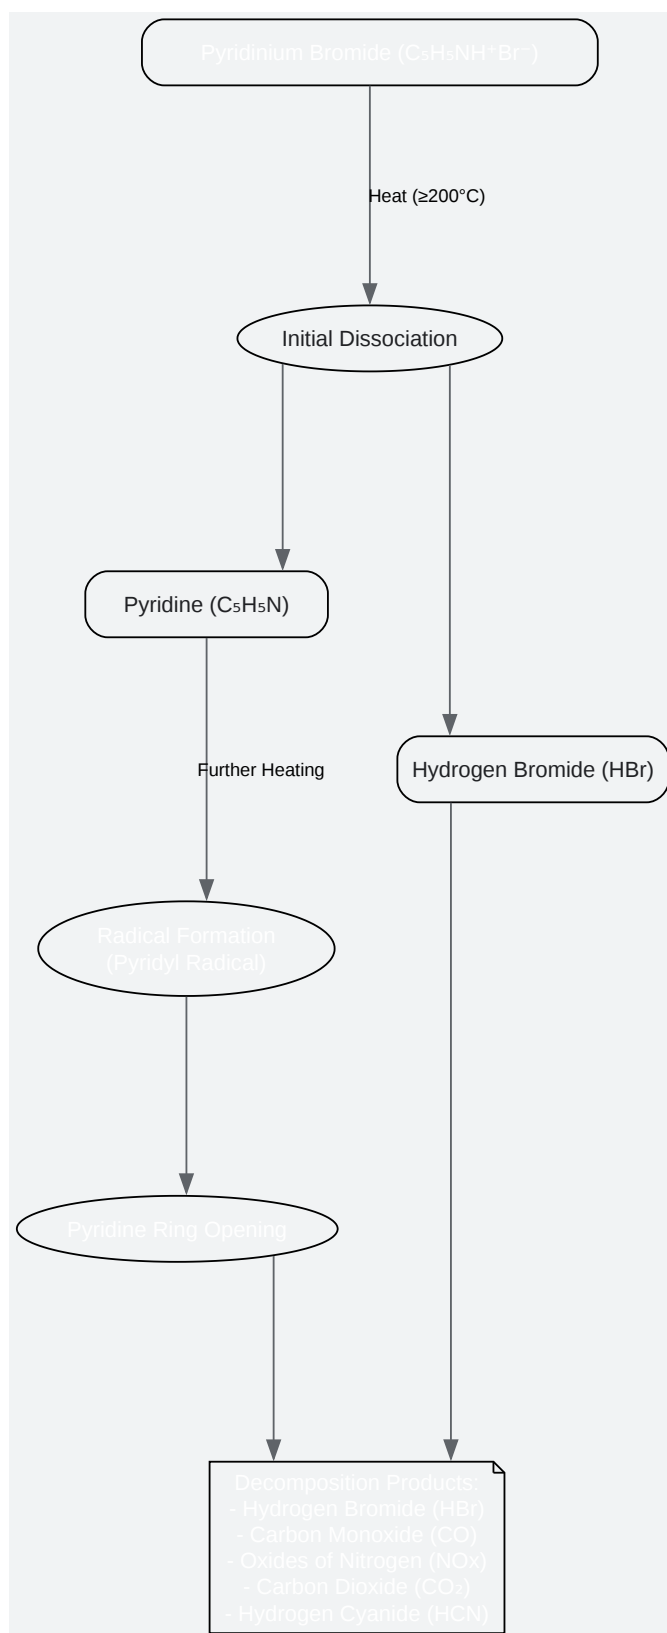 Pyridinium Bromide (C₅H₅NH⁺Br⁻)
Heat (≥200°C)
Initial Dissociation
Pyridine (C₅H₅N)
Hydrogen Bromide (HBr)
Further Heating
Radical Formation
(Pyridyl Radical)
Pyridine Ring Opening
Decomposition Products:
- Hydrogen Bromide (HBr)
- Carbon Monoxide (CO)
- Oxides of Nitrogen (NOx)
- Carbon Dioxide (CO₂)
- Hydrogen Cyanide (HCN)